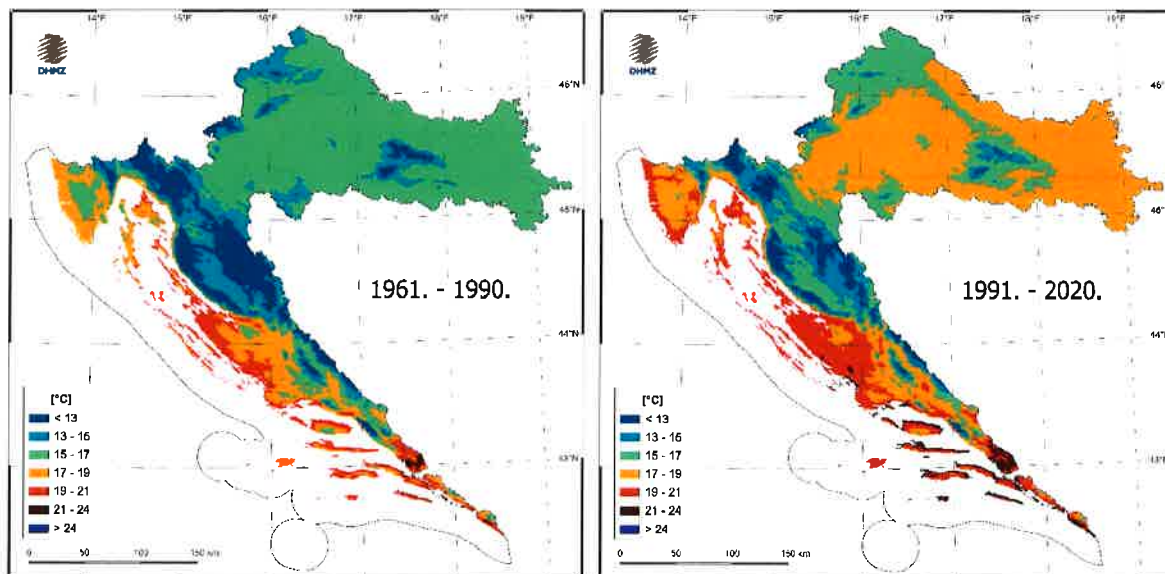 14°E 15°E 16°E 17°E 18°E 19°E
DHMZ
46°N
45°N
1961. - 1990.
44°N
[°C]
< 13
13 - 15
15 - 17
17 - 19
19 - 21
21 - 24
> 24
43°N
0 50 100 150 km
14°E 15°E 16°E 17°E 18°E 19°E
DHMZ
46°N
45°N
1991. - 2020.
44°N
[°C]
< 13
13 - 15
15 - 17
17 - 19
19 - 21
21 - 24
> 24
43°N
0 50 100 150 km